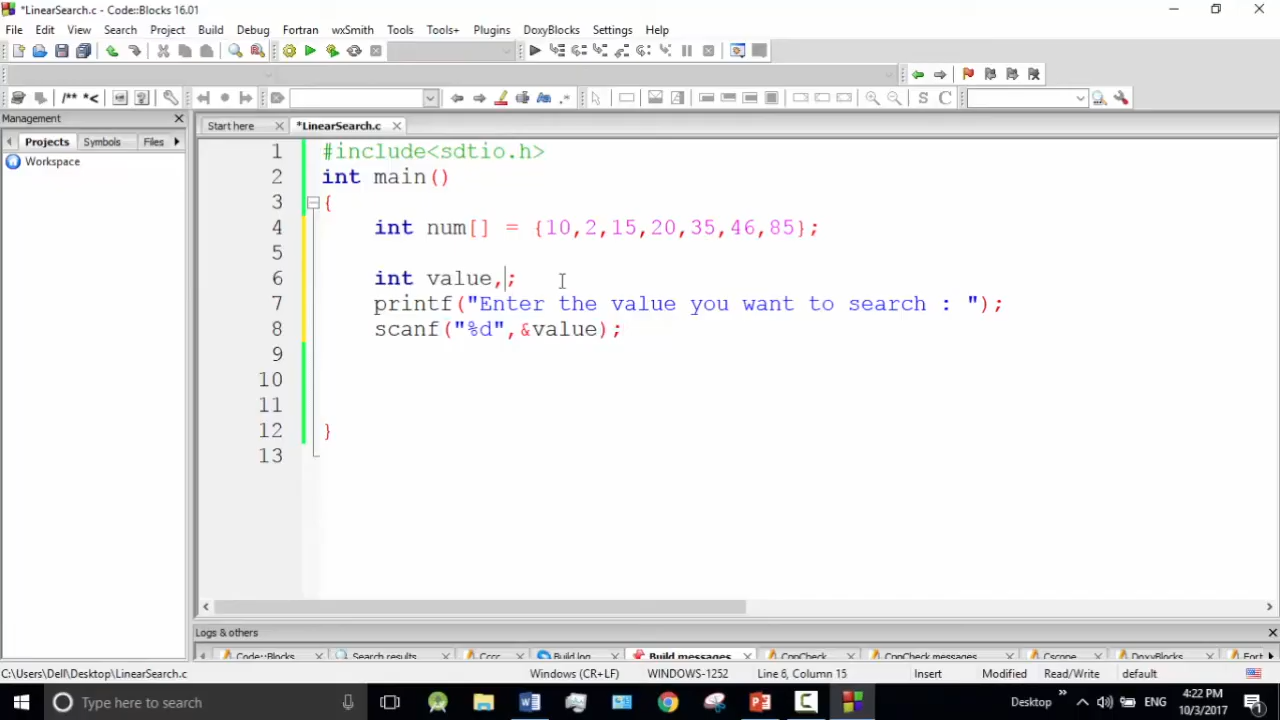 *LinearSearch.c - Code::Blocks 16.01
File Edit View Search Project Build Debug Fortran wxSmith Tools Tools+ Plugins DoxyBlocks Settings Help
/** *<
S C
Management
Start here *LinearSearch.c
Projects Symbols Files
Workspace
1 #include<sdtio.h>
2 int main()
3 {
4 int num[] = {10,2,15,20,35,46,85};
5
6 int value,;
7 printf("Enter the value you want to search : ");
8 scanf("%d",&value);
9
10
11
12 }
13
Logs & others
Code::Blocks Search results Cccc Build log Build messages CppCheck CppCheck messages Cscope DoxyBlocks Fort
C:\Users\Dell\Desktop\LinearSearch.c Windows (CR+LF) WINDOWS-1252 Line 6, Column 15 Insert Modified Read/Write default
Type here to search
Desktop ENG 4:22 PM
10/3/2017